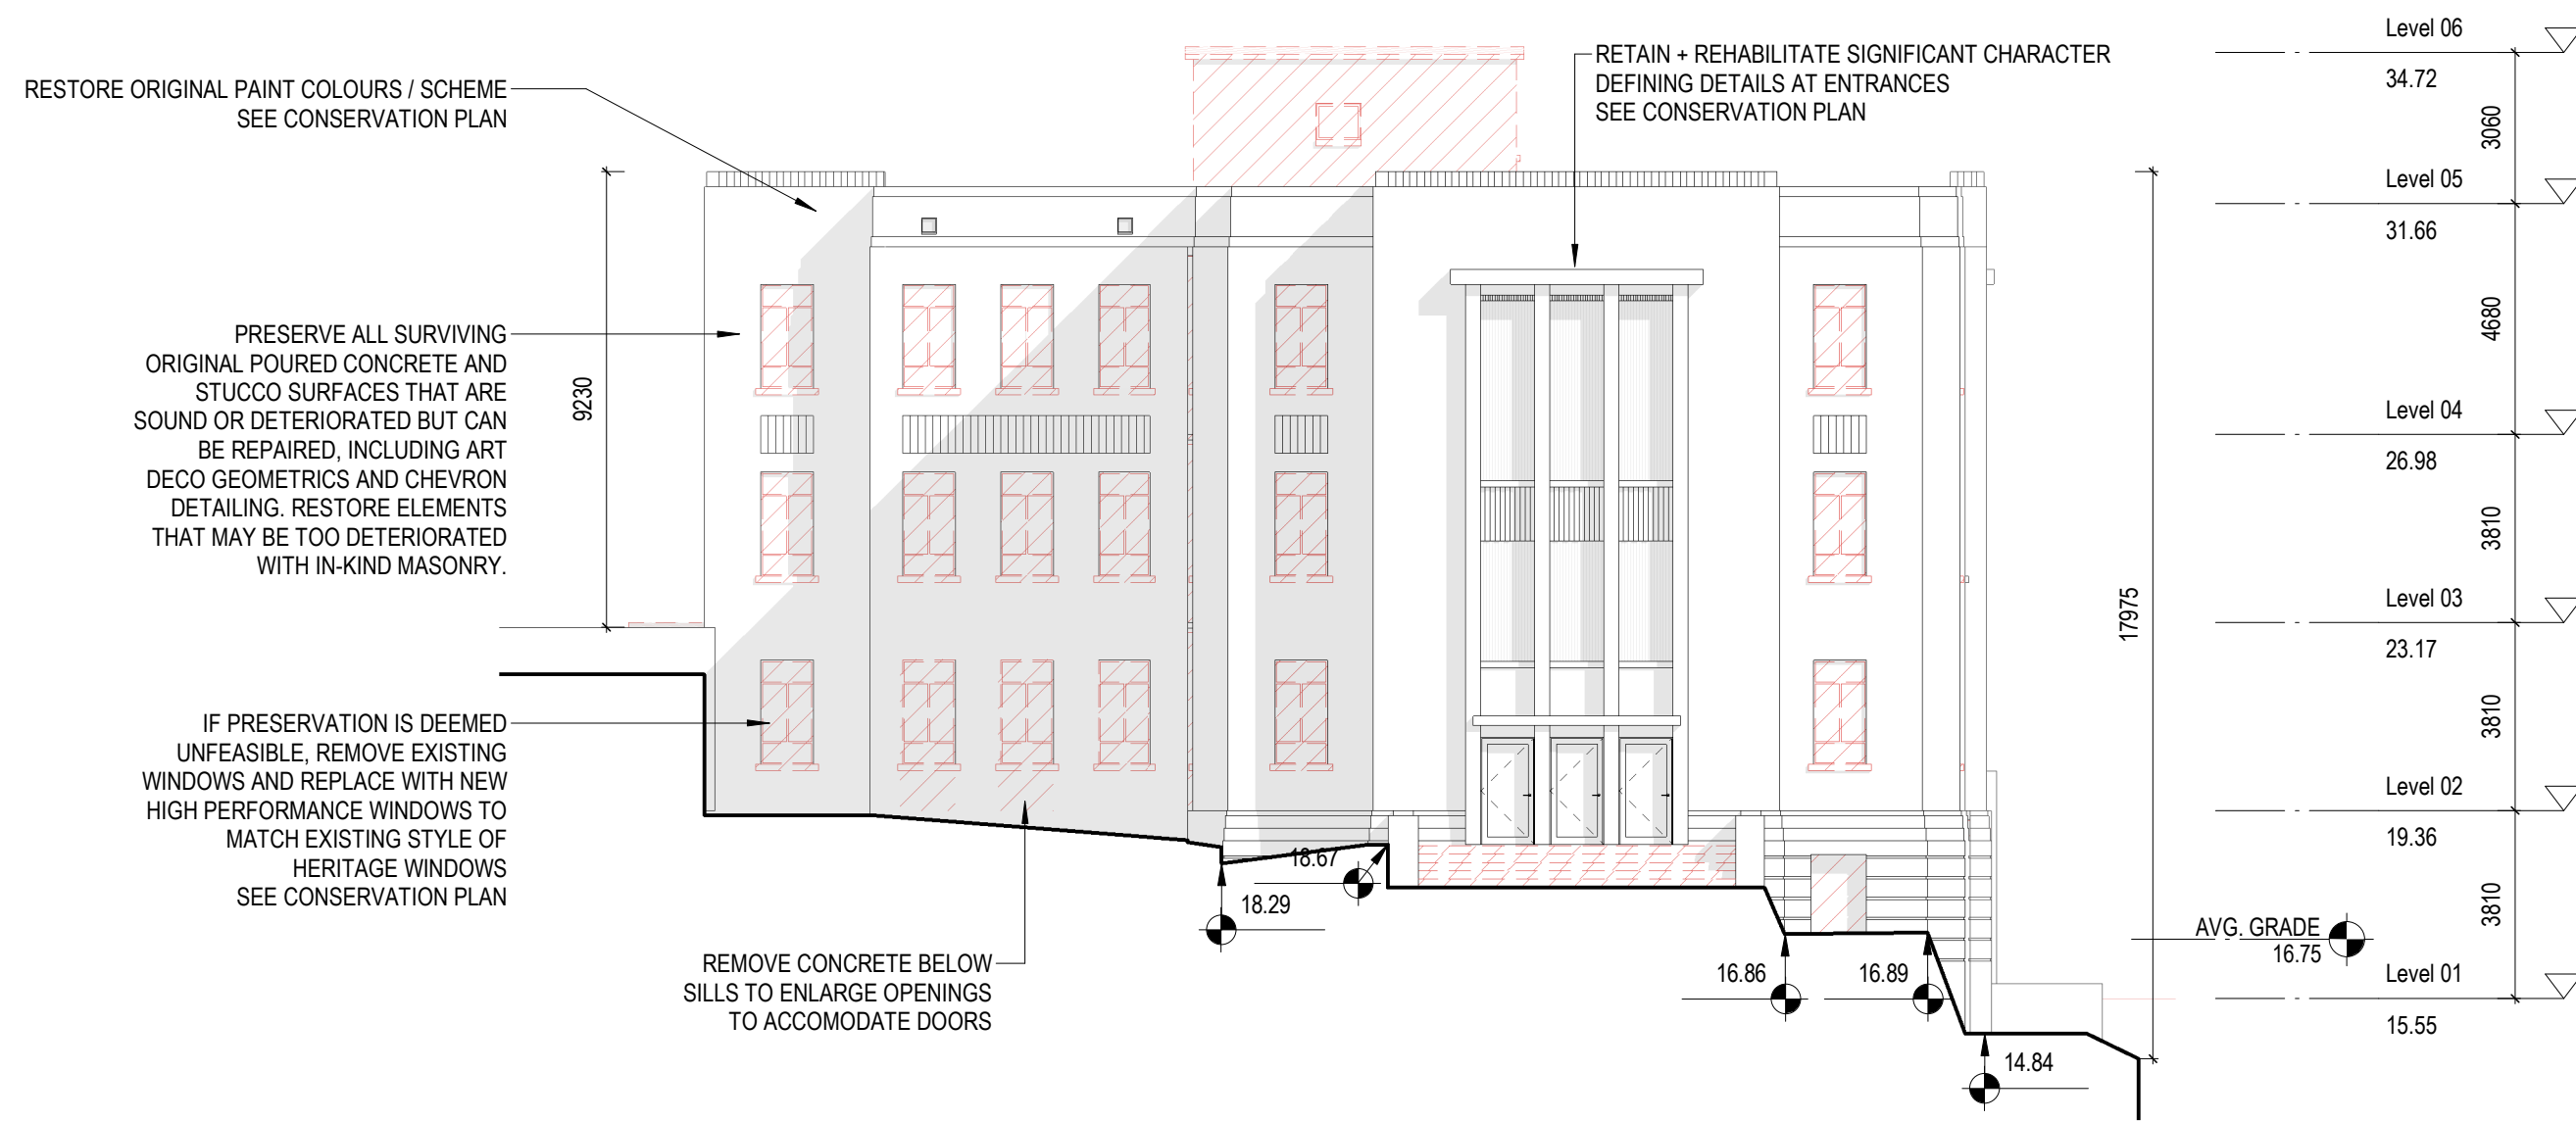 RESTORE ORIGINAL PAINT COLOURS / SCHEME
SEE CONSERVATION PLAN
PRESERVE ALL SURVIVING
ORIGINAL POURED CONCRETE AND
STUCCO SURFACES THAT ARE
SOUND OR DETERIORATED BUT CAN
BE REPAIRED, INCLUDING ART
DECO GEOMETRICS AND CHEVRON
DETAILING. RESTORE ELEMENTS
THAT MAY BE TOO DETERIORATED
WITH IN-KIND MASONRY.
IF PRESERVATION IS DEEMED
UNFEASIBLE, REMOVE EXISTING
WINDOWS AND REPLACE WITH NEW
HIGH PERFORMANCE WINDOWS TO
MATCH EXISTING STYLE OF
HERITAGE WINDOWS
SEE CONSERVATION PLAN
9230
REMOVE CONCRETE BELOW
SILLS TO ENLARGE OPENINGS
TO ACCOMODATE DOORS
RETAIN + REHABILITATE SIGNIFICANT CHARACTER
DEFINING DETAILS AT ENTRANCES
SEE CONSERVATION PLAN
18.67
18.29
16.86
16.89
14.84
17975
AVG. GRADE
16.75
Level 06
34.72
3060
Level 05
31.66
4680
Level 04
26.98
3810
Level 03
23.17
3810
Level 02
19.36
3810
Level 01
15.55